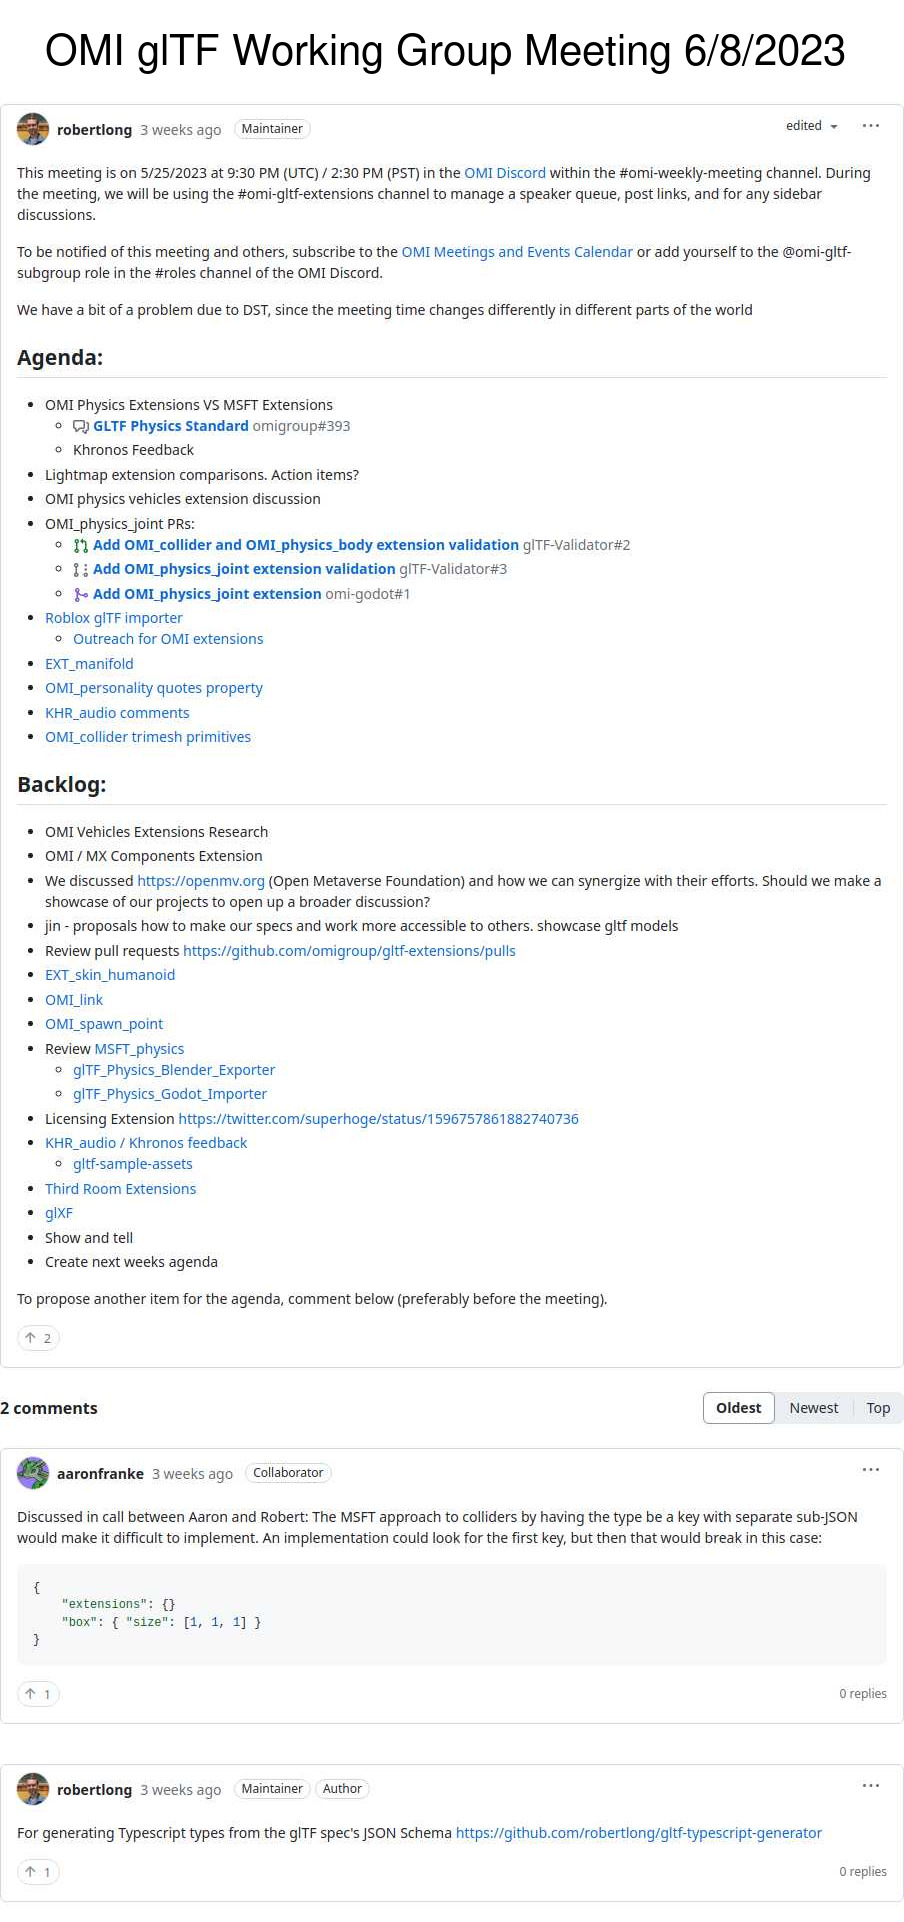 OMI glTF Working Group Meeting 6/8/2023
robertlong 3 weeks ago Maintainer
edited
This meeting is on 5/25/2023 at 9:30 PM (UTC) / 2:30 PM (PST) in the OMI Discord within the #omi-weekly-meeting channel. During
the meeting, we will be using the #omi-gltf-extensions channel to manage a speaker queue, post links, and for any sidebar
discussions.
To be notified of this meeting and others, subscribe to the OMI Meetings and Events Calendar or add yourself to the @omi-gltf-
subgroup role in the #roles channel of the OMI Discord.
We have a bit of a problem due to DST, since the meeting time changes differently in different parts of the world
Agenda:
OMI Physics Extensions VS MSFT Extensions
GLTF Physics Standard omigroup#393
Khronos Feedback
Lightmap extension comparisons. Action items?
OMI physics vehicles extension discussion
OMI_physics_joint PRs:
Add OMI_collider and OMI_physics_body extension validation glTF-Validator#2
Add OMI_physics_joint extension validation glTF-Validator#3
Add OMI_physics_joint extension omi-godot#1
Roblox glTF importer
Outreach for OMI extensions
EXT_manifold
OMI_personality quotes property
KHR_audio comments
OMI_collider trimesh primitives
Backlog:
OMI Vehicles Extensions Research
OMI / MX Components Extension
We discussed https://openmv.org (Open Metaverse Foundation) and how we can synergize with their efforts. Should we make a
showcase of our projects to open up a broader discussion?
jin - proposals how to make our specs and work more accessible to others. showcase gltf models
Review pull requests https://github.com/omigroup/gltf-extensions/pulls
EXT_skin_humanoid
OMI_link
OMI_spawn_point
Review MSFT_physics
glTF_Physics_Blender_Exporter
glTF_Physics_Godot_Importer
Licensing Extension https://twitter.com/superhoge/status/1596757861882740736
KHR_audio / Khronos feedback
gltf-sample-assets
Third Room Extensions
glXF
Show and tell
Create next weeks agenda
To propose another item for the agenda, comment below (preferably before the meeting).
2
2 comments
Oldest Newest Top
aaronfranke 3 weeks ago Collaborator
Discussed in call between Aaron and Robert: The MSFT approach to colliders by having the type be a key with separate sub-JSON
would make it difficult to implement. An implementation could look for the first key, but then that would break in this case:
{
"extensions": {}
"box": { "size": [1, 1, 1] }
}
1
0 replies
robertlong 3 weeks ago Maintainer Author
For generating Typescript types from the glTF spec's JSON Schema https://github.com/robertlong/gltf-typescript-generator
1
0 replies